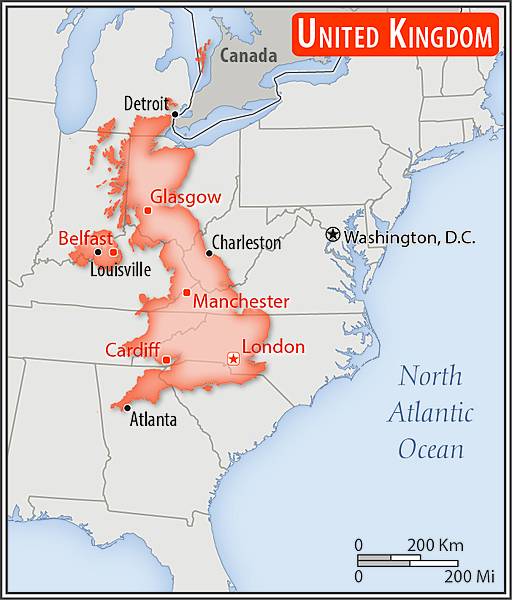 UNITED KINGDOM
Canada
Detroit
Glasgow
Belfast
Charleston
Washington, D.C.
Louisville
Manchester
Cardiff
London
Atlanta
North
Atlantic
Ocean
0 200 Km
0 200 Mi